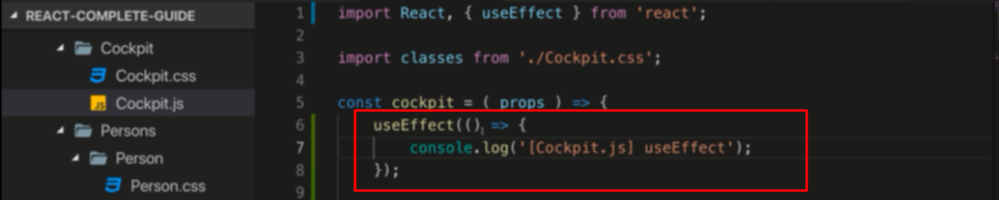 REACT-COMPLETE-GUIDE
Cockpit
Cockpit.css
JS Cockpit.js
Persons
Person
Person.css
1 import React, { useEffect } from 'react';
2
3 import classes from './Cockpit.css';
4
5 const cockpit = ( props ) => {
6 useEffect(() => {
7 console.log('[Cockpit.js] useEffect');
8 });
9